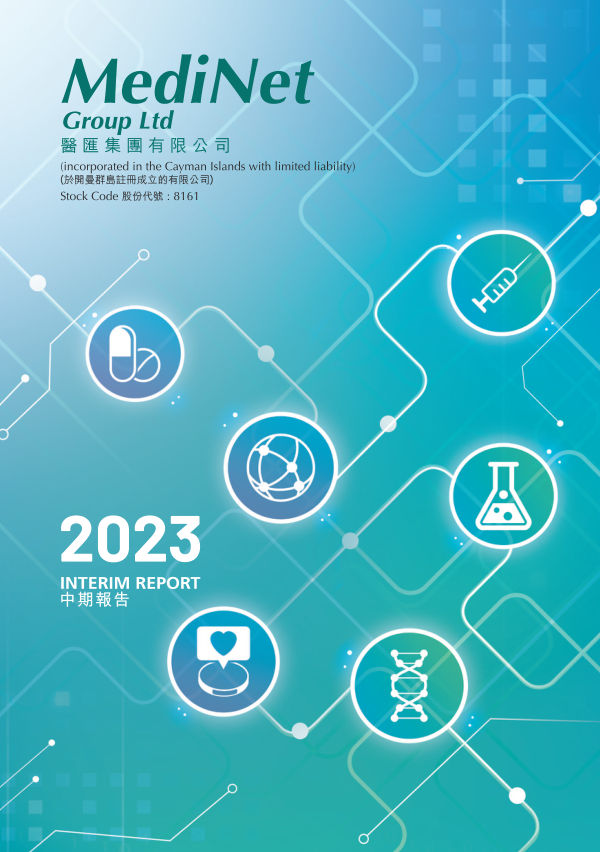 MediNet
Group Ltd
醫匯集團有限公司
(incorporated in the Cayman Islands with limited liability)
(於開曼群島註冊成立的有限公司)
Stock Code 股份代號 : 8161
2023
INTERIM REPORT
中期報告